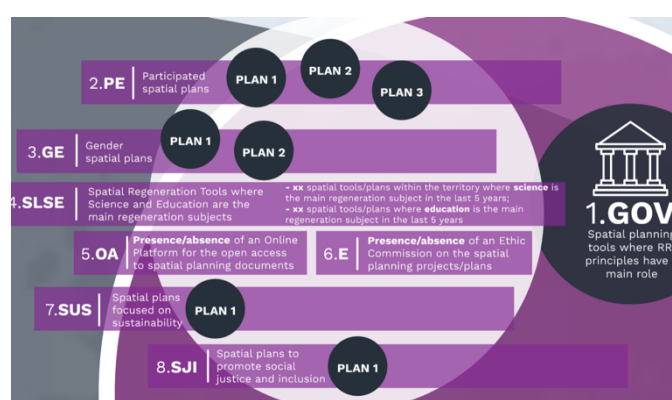 2.PE
Participated
spatial plans
PLAN 1
PLAN 2
PLAN 3
3.GE
Gender
spatial plans
PLAN 1
PLAN 2
4.SLSE
Spatial Regeneration Tools where
Science and Education are the
main regeneration subjects
- xx spatial tools/plans within the territory where science is
the main regeneration subject in the last 5 years;
- xx spatial tools/plans where education is the main
regeneration subject in the last 5 years
5.OA
Presence/absence of an Online
Platform for the open access
to spatial planning documents
6.E
Presence/absence of an Ethic
Commission on the spatial
planning projects/plans
7.SUS
Spatial plans
focused on
sustainability
PLAN 1
8.SJI
Spatial plans to
promote social
justice and inclusion
PLAN 1
1.GOV
Spatial planning
tools where RR
principles have
main role